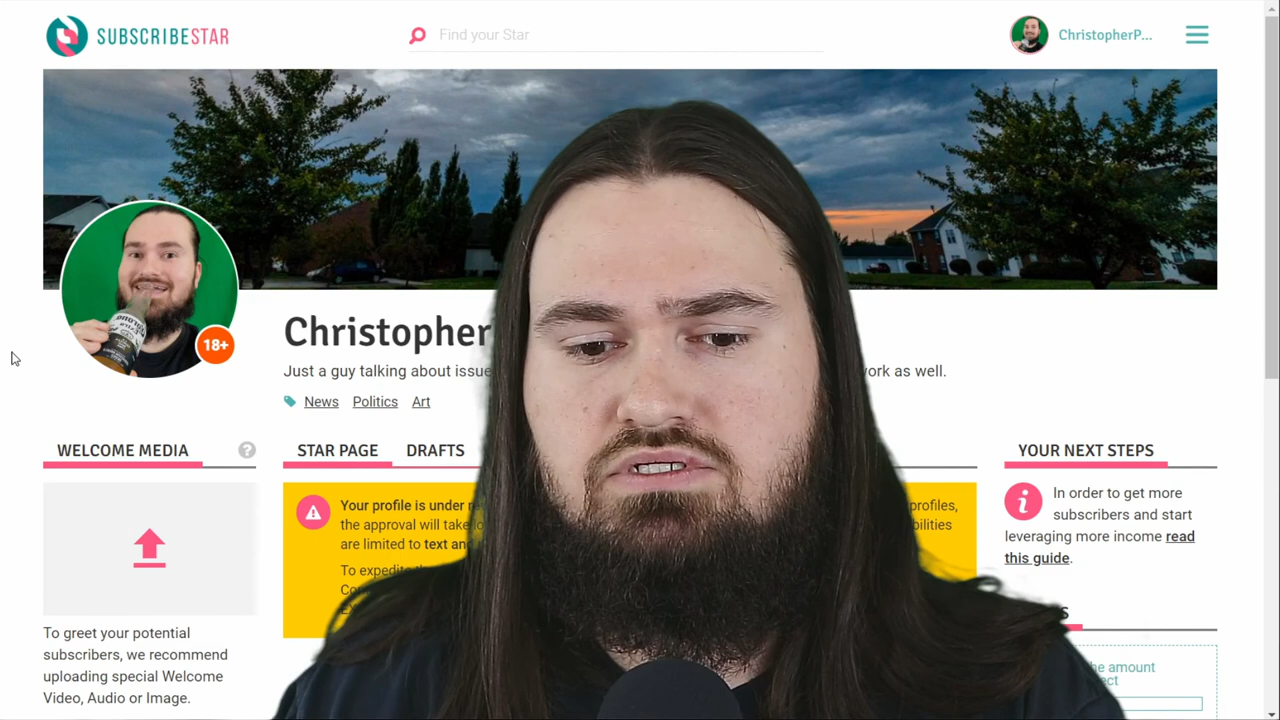 SUBSCRIBESTAR
Find your Star
ChristopherP...
18+
Christopher
Just a guy talking about issue
ork as well.
News Politics Art
WELCOME MEDIA
?
STAR PAGE DRAFTS
YOUR NEXT STEPS
Your profile is under
profiles,
the approval will take
are limited to text an
To expedite
In order to get more
subscribers and start
leveraging more income read
this guide.
To greet your potential
subscribers, we recommend
uploading special Welcome
Video, Audio or Image.
he amount